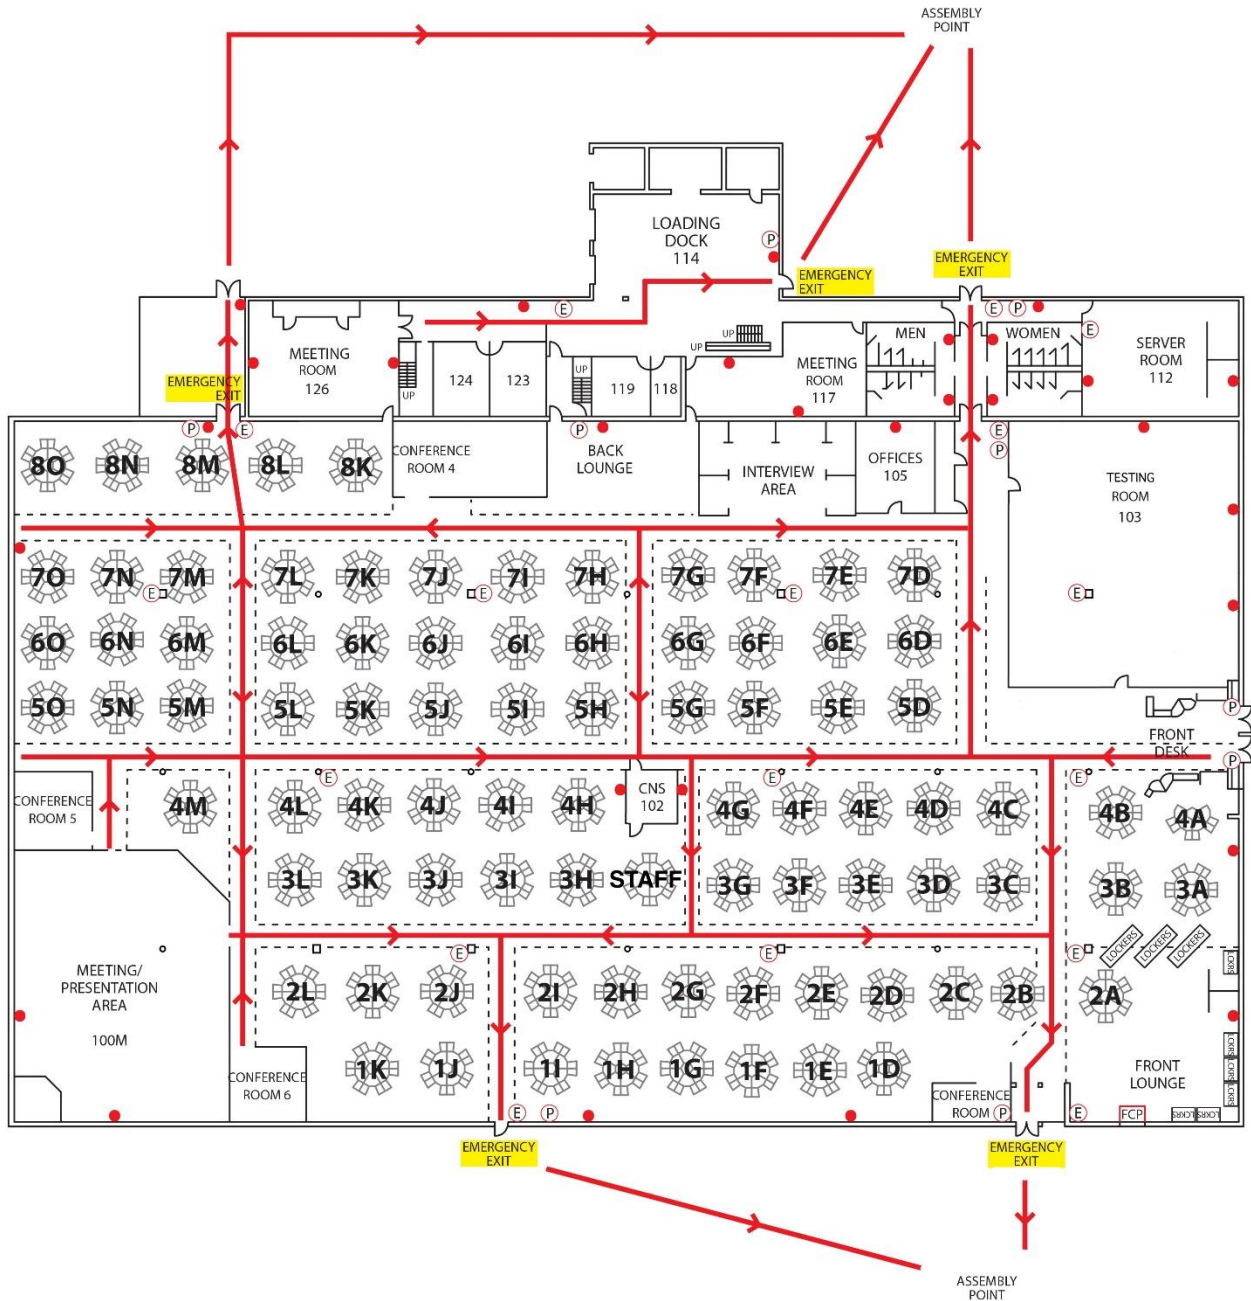 ASSEMBLY
POINT
LOADING
DOCK
114
P
EMERGENCY
EXIT
EMERGENCY
EXIT
E
E P
MEETING
ROOM
126
UP
124
123
UP
119
118
UP
UP
MEETING
ROOM
117
MEN
WOMEN
E
SERVER
ROOM
112
EMERGENCY
EXIT
P E
8O 8N 8M 8L 8K
CONFERENCE
ROOM 4
P
BACK
LOUNGE
INTERVIEW
AREA
OFFICES
105
E
P
TESTING
ROOM
103
7O 7N 7M 7L 7K 7J 7I 7H 7G 7F 7E 7D
E E E E
6O 6N 6M 6L 6K 6J 6I 6H 6G 6F 6E 6D
5O 5N 5M 5L 5K 5J 5I 5H 5G 5F 5E 5D
P
FRONT
DESK
P
CONFERENCE
ROOM 5
E E E
4M 4L 4K 4J 4I 4H
CNS
102
4G 4F 4E 4D 4C 4B 4A
3L 3K 3J 3I 3H STAFF 3G 3F 3E 3D 3C 3B 3A
LOCKERS LOCKERS LOCKERS
E E E
LCKRS
MEETING/
PRESENTATION
AREA
100M
2L 2K 2J 2I 2H 2G 2F 2E 2D 2C 2B 2A
1K 1J 1I 1H 1G 1F 1E 1D
CONFERENCE
ROOM 6
CONFERENCE
ROOM
P
FRONT
LOUNGE
LCKRS
LCKRS
LCKRS
E P
E
FCP
LCKRS LCKRS
EMERGENCY
EXIT
EMERGENCY
EXIT
ASSEMBLY
POINT